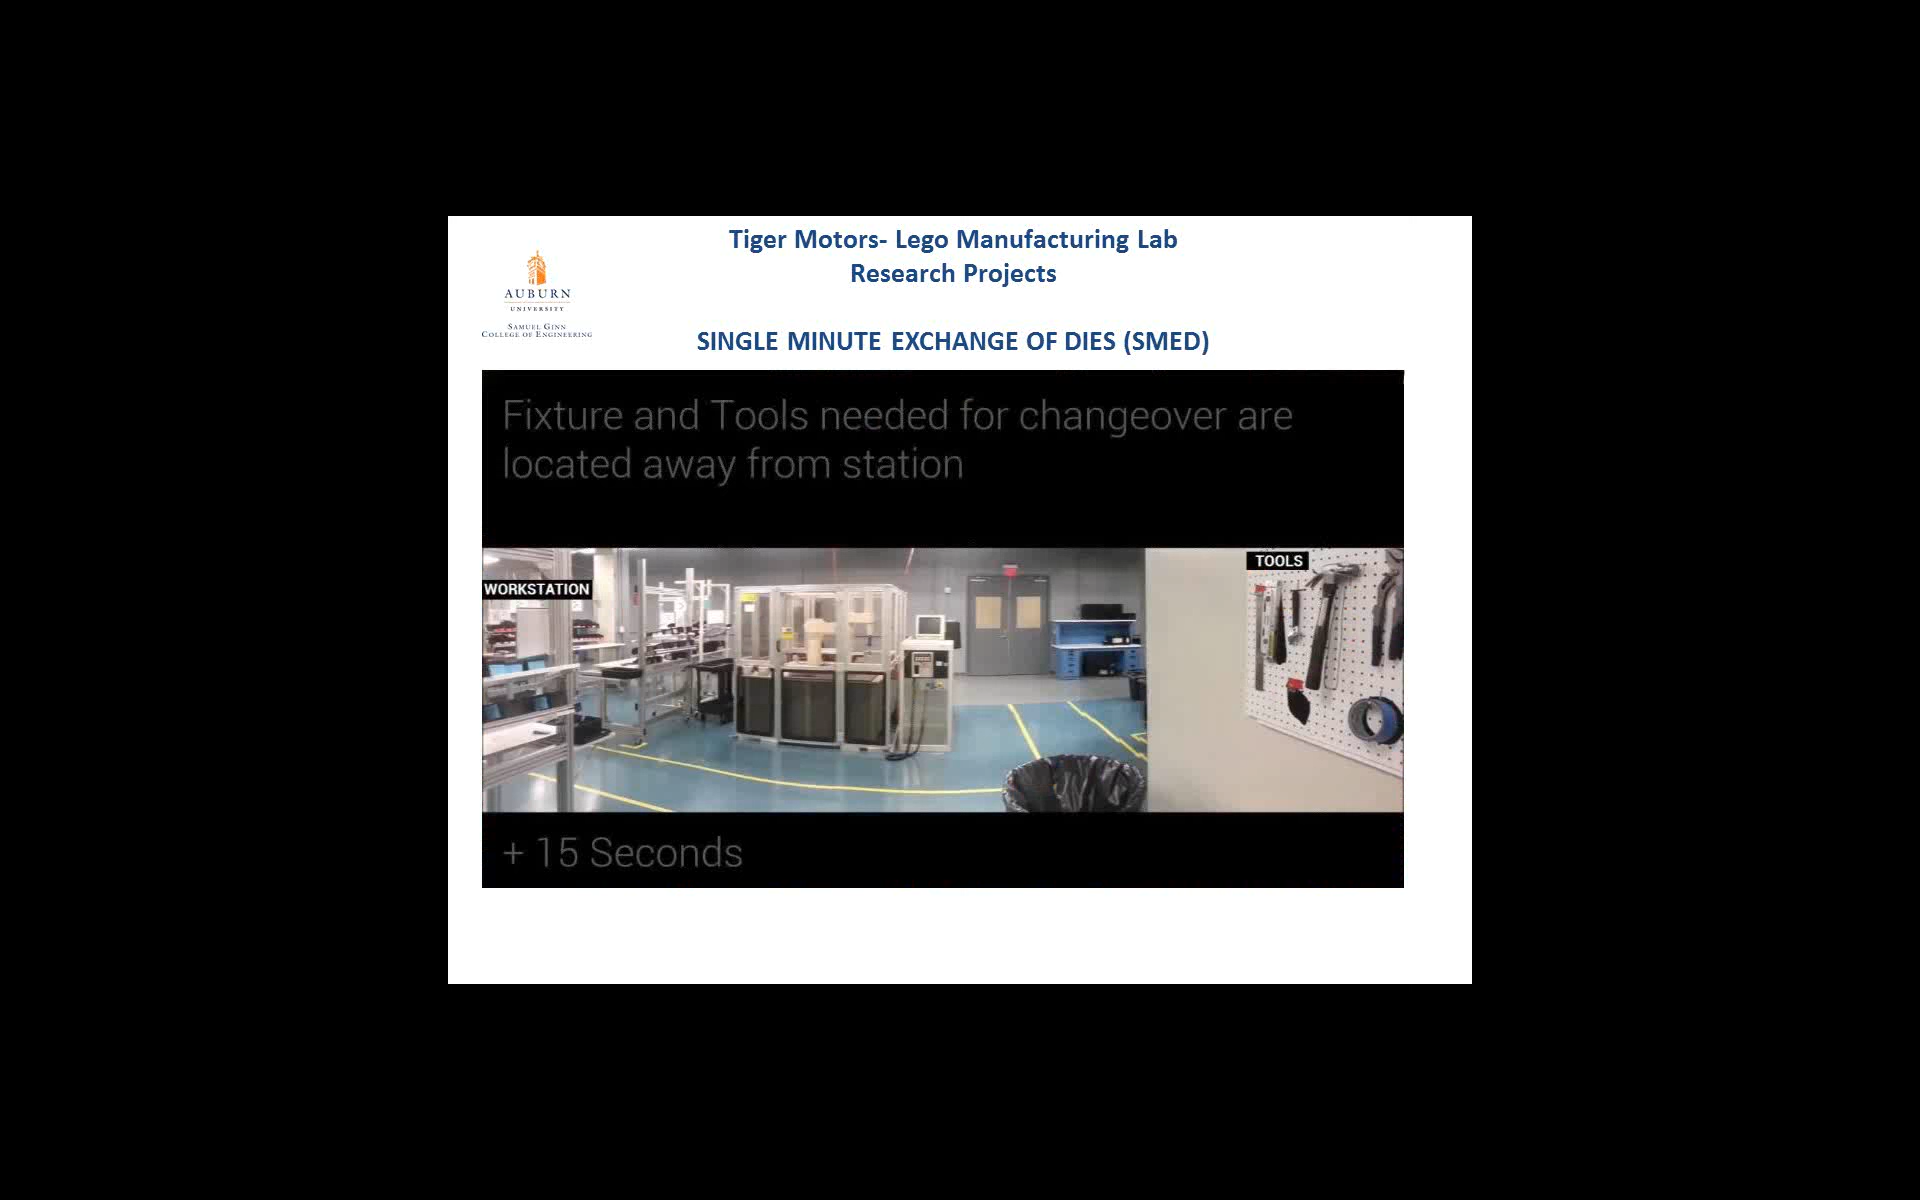 Tiger Motors- Lego Manufacturing Lab
Research Projects
AUBURN
UNIVERSITY
SAMUEL GINN
COLLEGE OF ENGINEERING
SINGLE MINUTE EXCHANGE OF DIES (SMED)
Fixture and Tools needed for changeover are
located away from station
WORKSTATION
TOOLS
+ 15 Seconds